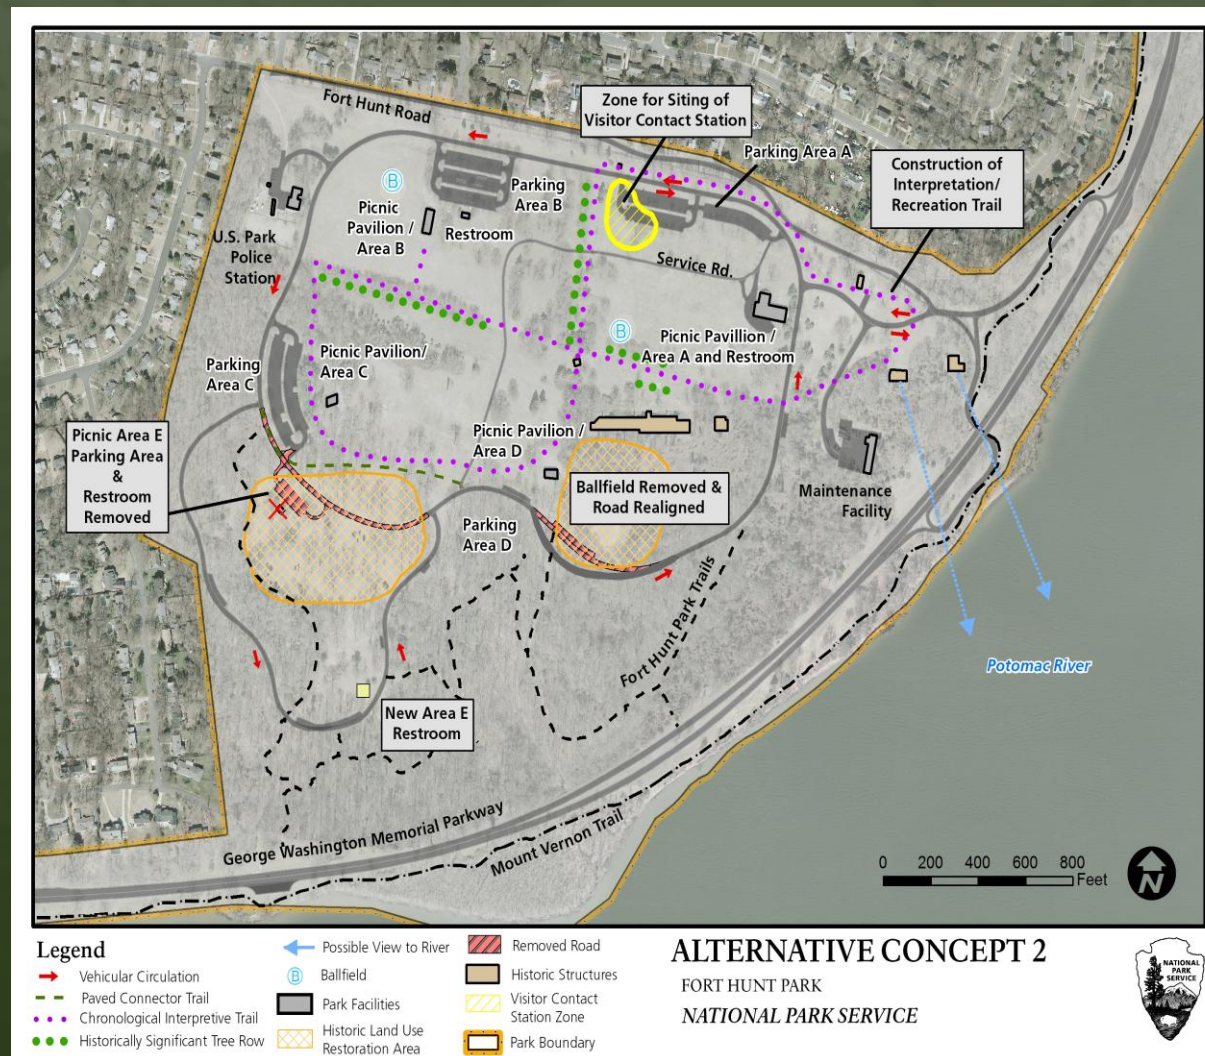 Fort Hunt Road
Zone for Siting of
Visitor Contact Station
Parking Area A
Construction of
Interpretation/
Recreation Trail
B
Picnic
Pavilion /
Area B
Parking
Area B
Restroom
U.S. Park
Police
Station
Service Rd.
B
Picnic Pavillion /
Area A and Restroom
Parking
Area C
Picnic Pavilion/
Area C
Picnic Area E
Parking Area
&
Restroom
Removed
Picnic Pavilion /
Area D
Ballfield Removed &
Road Realigned
Maintenance
Facility
Parking
Area D
Fort Hunt Park Trails
Potomac River
New Area E
Restroom
George Washington Memorial Parkway
Mount Vernon Trail
0 200 400 600 800
Feet
N
Legend
Vehicular Circulation
Paved Connector Trail
Chronological Interpretive Trail
Historically Significant Tree Row
Possible View to River
B Ballfield
Park Facilities
Historic Land Use
Restoration Area
Removed Road
Historic Structures
Visitor Contact
Station Zone
Park Boundary
ALTERNATIVE CONCEPT 2
FORT HUNT PARK
NATIONAL PARK SERVICE
NATIONAL
PARK
SERVICE